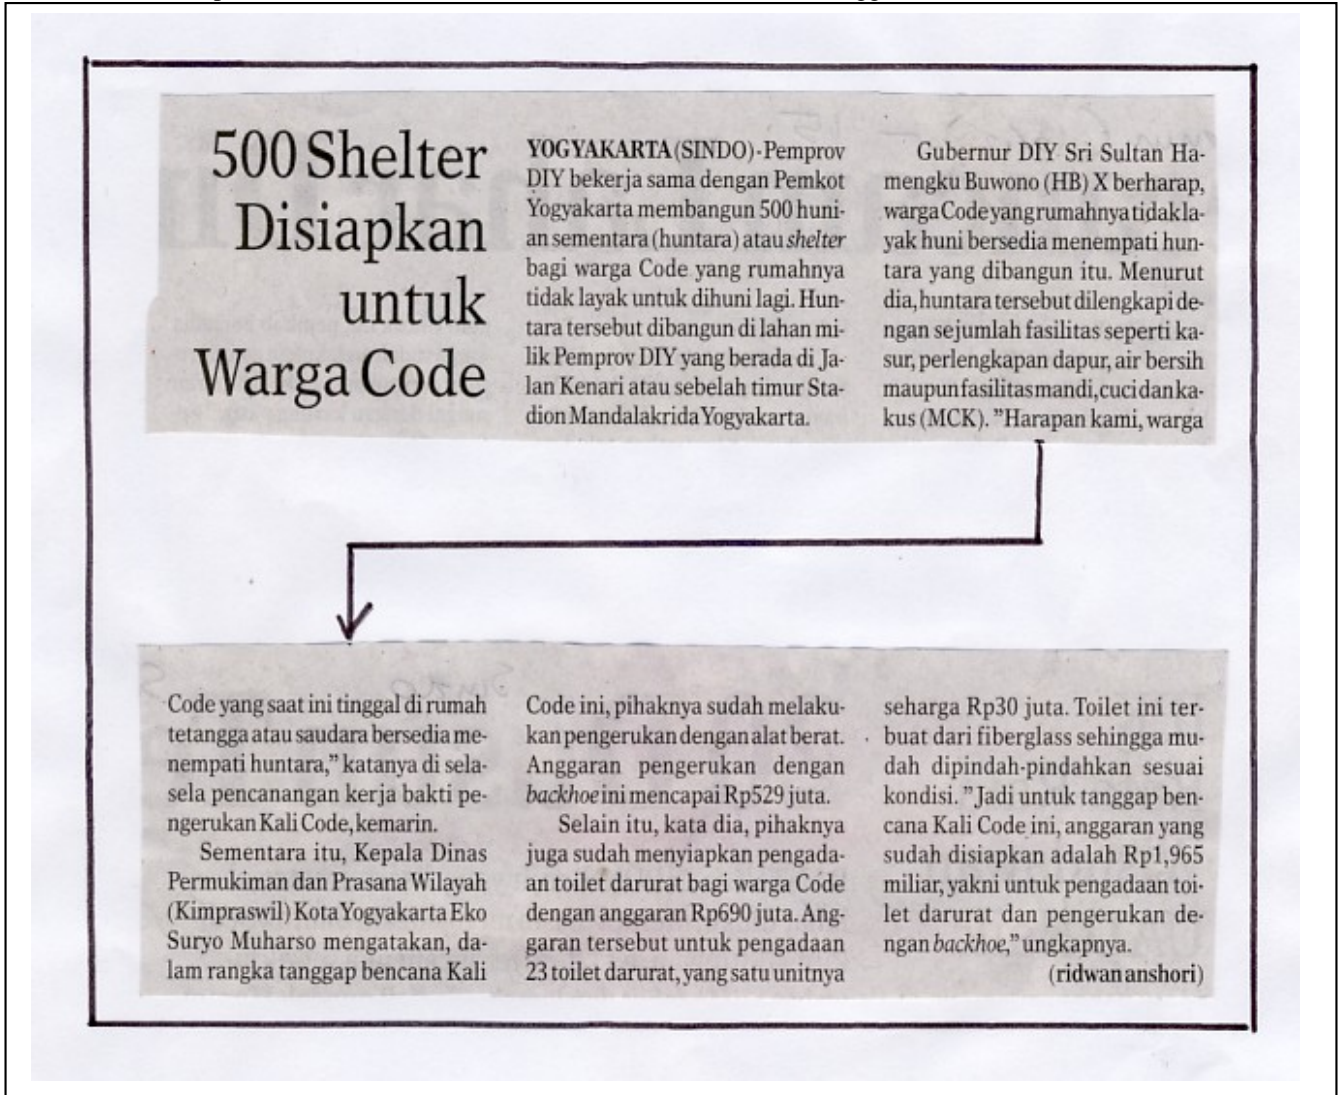 500 Shelter
Disiapkan
untuk
Warga Code
YOGYAKARTA (SINDO) - Pemprov
DIY bekerja sama dengan Pemkot
Yogyakarta membangun 500 huni-
an sementara (huntara) atau shelter
bagi warga Code yang rumahnya
tidak layak untuk dihuni lagi. Hun-
tara tersebut dibangun di lahan mi-
lik Pemprov DIY yang berada di Ja-
lan Kenari atau sebelah timur Sta-
dion Mandalakrida Yogyakarta.
Gubernur DIY Sri Sultan Ha-
mengku Buwono (HB) X berharap,
warga Code yang rumahnya tidak la-
yak huni bersedia menempati hun-
tara yang dibangun itu. Menurut
dia, huntara tersebut dilengkapi de-
ngan sejumlah fasilitas seperti ka-
sur, perlengkapan dapur, air bersih
maupun fasilitas mandi, cuci dan ka-
kus (MCK). "Harapan kami, warga
Code yang saat ini tinggal di rumah
tetangga atau saudara bersedia me-
nempati huntara," katanya di sela-
sela pencanangan kerja bakti pe-
ngerukan Kali Code, kemarin.
Sementara itu, Kepala Dinas
Permukiman dan Prasana Wilayah
(Kimpraswil) Kota Yogyakarta Eko
Suryo Muharso mengatakan, da-
lam rangka tanggap bencana Kali
Code ini, pihaknya sudah melaku-
kan pengerukan dengan alat berat.
Anggaran pengerukan dengan
backhoe ini mencapai Rp529 juta.
Selain itu, kata dia, pihaknya
juga sudah menyiapkan pengada-
an toilet darurat bagi warga Code
dengan anggaran Rp690 juta. Ang-
garan tersebut untuk pengadaan
23 toilet darurat, yang satu unitnya
seharga Rp30 juta. Toilet ini ter-
buat dari fiberglass sehingga mu-
dah dipindah-pindahkan sesuai
kondisi. "Jadi untuk tanggap ben-
cana Kali Code ini, anggaran yang
sudah disiapkan adalah Rp1,965
miliar, yakni untuk pengadaan toi-
let darurat dan pengerukan de-
ngan backhoe," ungkapnya.
(ridwan anshori)